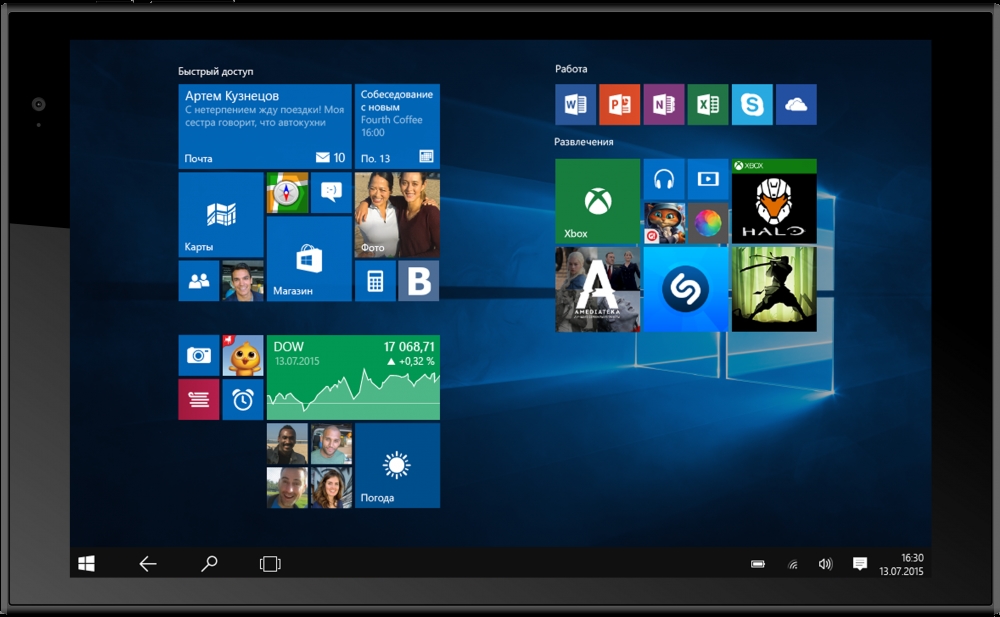 Быстрый доступ
Артем Кузнецов
С нетерпением жду поездки! Моя
сестра говорит, что автокухни
Почта
10
Собеседование
с новым
Fourth Coffee
16:00
По. 13
Карты
Магазин
Фото
B
DOW
13.07.2015
17 068,71
▲ +0,32 %
Погода
Работа
W
P
N
X
S
Развлечения
Xbox
XBOX
HALO
A
AMEDIATEKA
16:30
13.07.2015